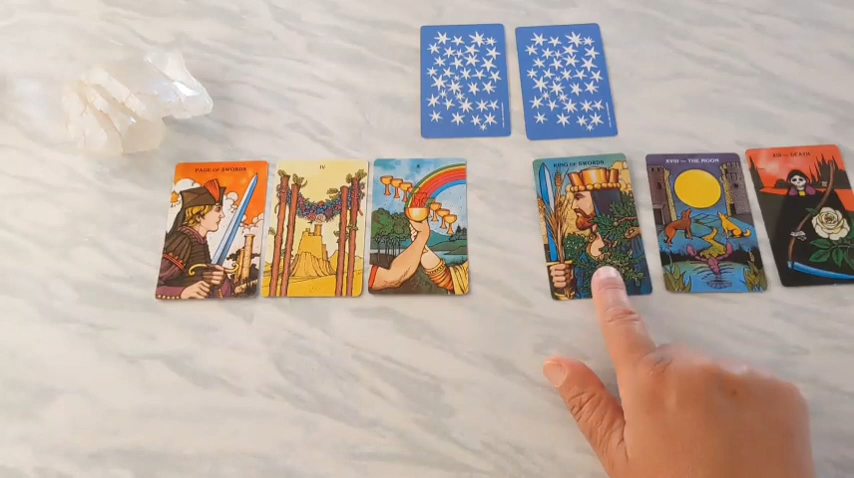 PAGE OF SWORDS
IV
X
KING OF SWORDS
XVIII — THE MOON
XIII — DEATH